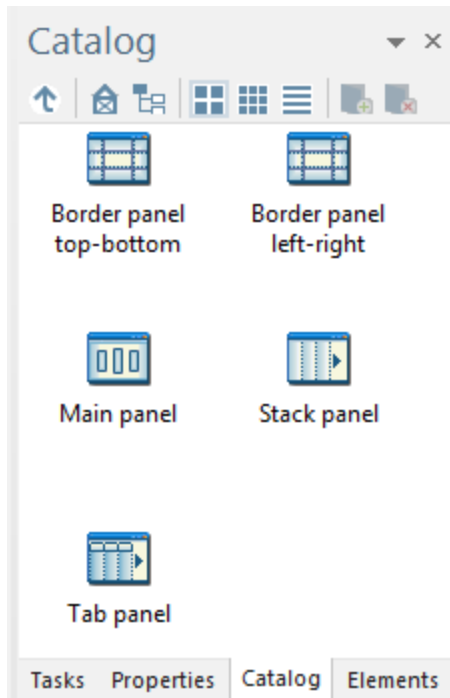 Catalog
Border panel
top-bottom
Border panel
left-right
Main panel
Stack panel
Tab panel
Tasks Properties Catalog Elements